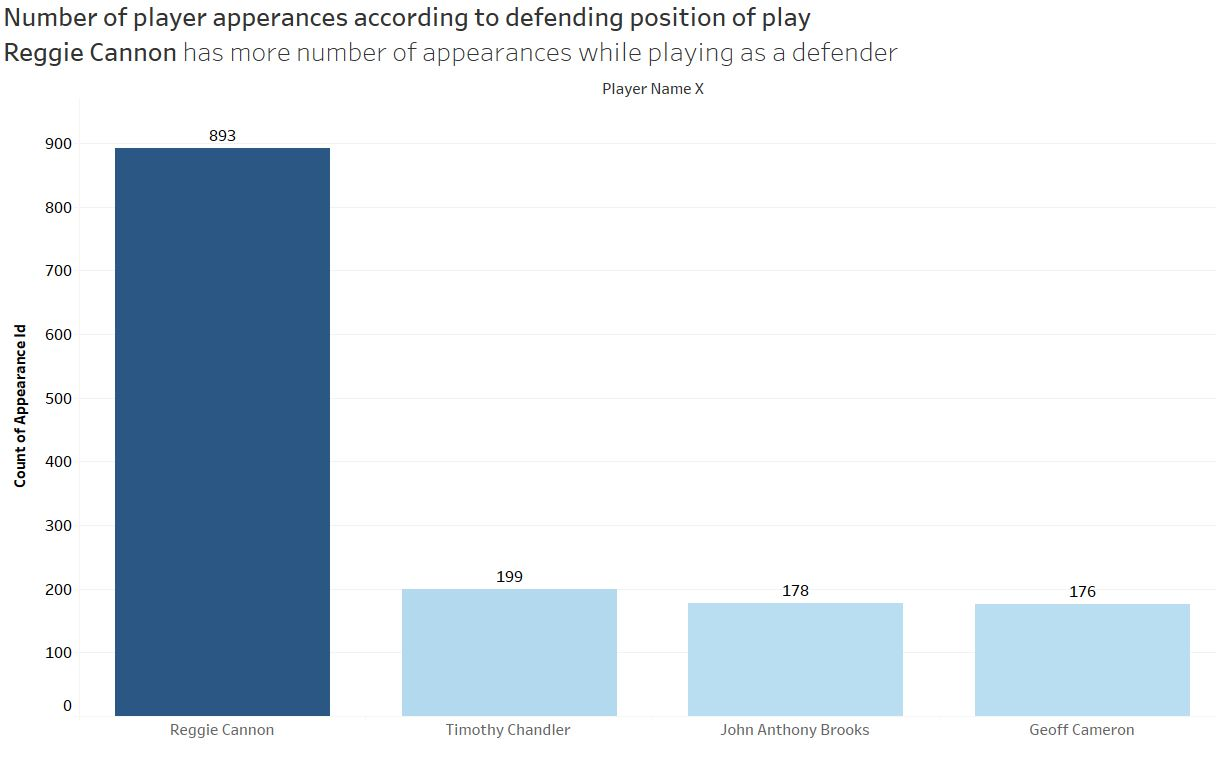 Number of player apperances according to defending position of play
Reggie Cannon has more number of appearances while playing as a defender
Player Name X
893
900
800
700
600
500
400
300
200
100
0
Count of Appearance Id
199
178
176
Reggie Cannon
Timothy Chandler
John Anthony Brooks
Geoff Cameron